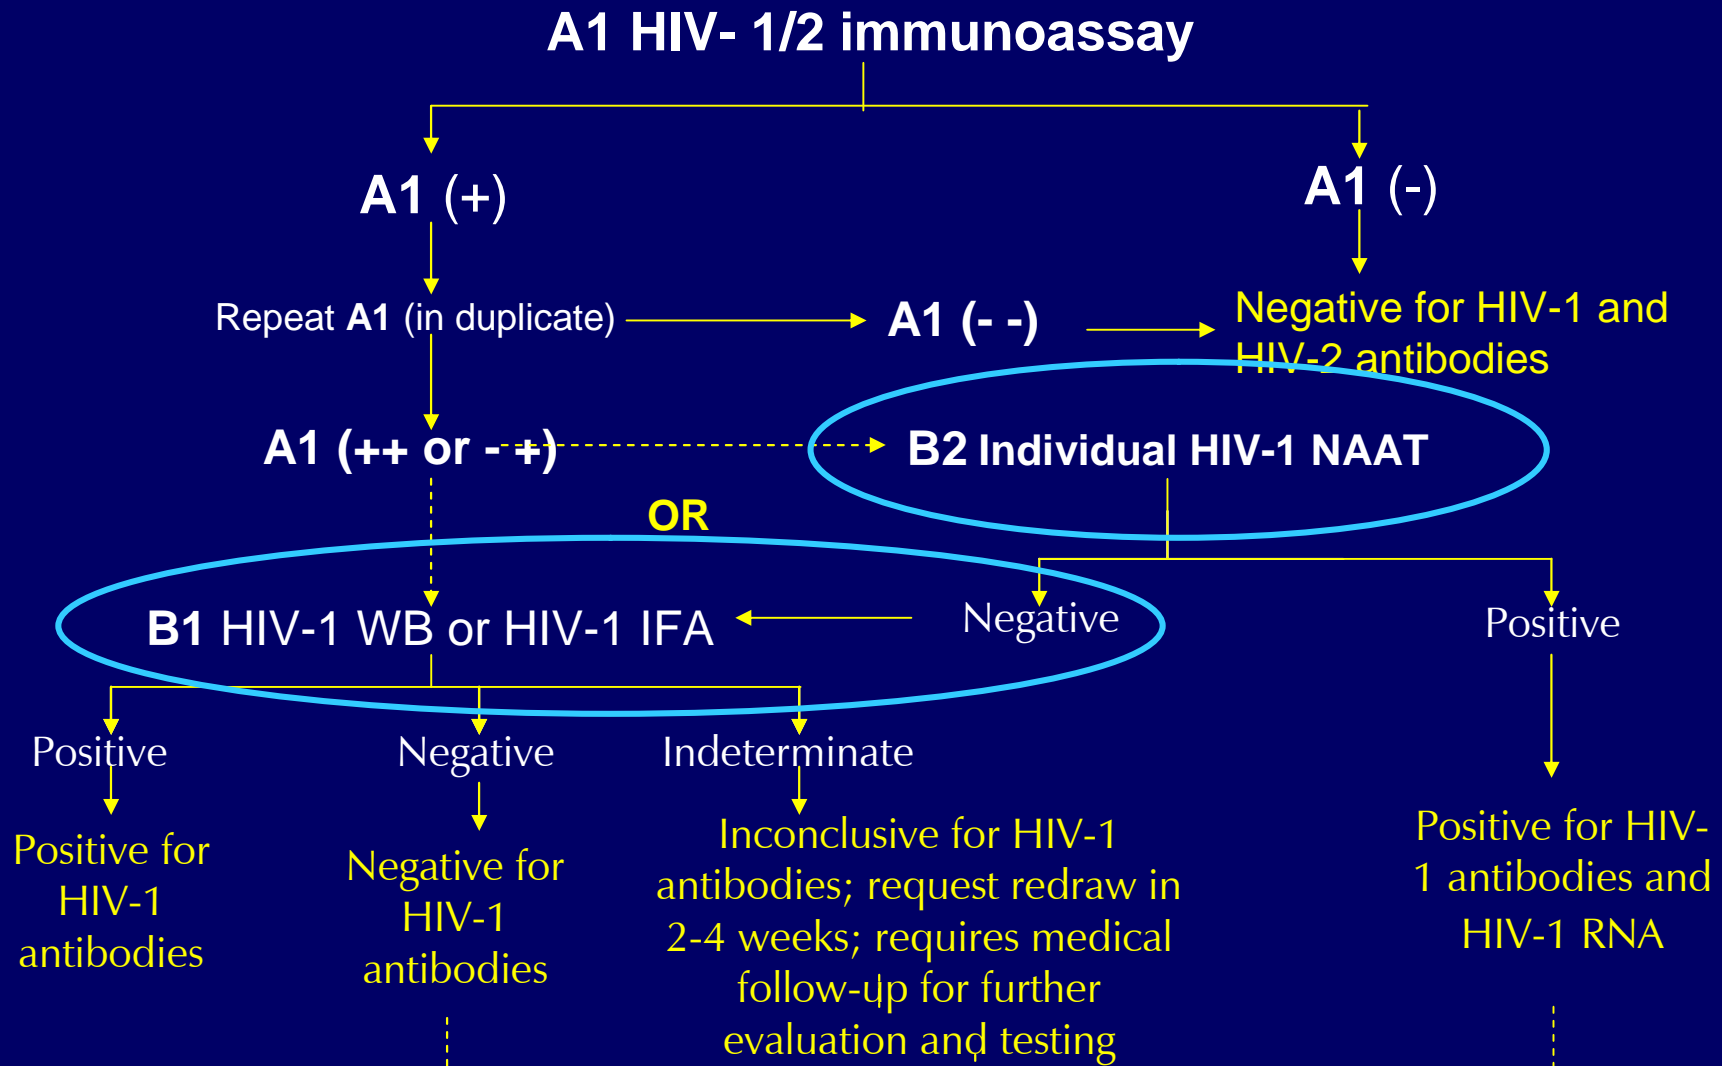 A1 HIV- 1/2 immunoassay
A1 (+)
A1 (-)
Repeat A1 (in duplicate)
A1 (- -)
Negative for HIV-1 and
HIV-2 antibodies
A1 (++ or - +)
B2 Individual HIV-1 NAAT
OR
B1 HIV-1 WB or HIV-1 IFA
Negative
Positive
Positive
Negative
Indeterminate
Positive for
HIV-1
antibodies
Negative for
HIV-1
antibodies
Inconclusive for HIV-1
antibodies; request redraw in
2-4 weeks; requires medical
follow-up for further
evaluation and testing
Positive for HIV-
1 antibodies and
HIV-1 RNA